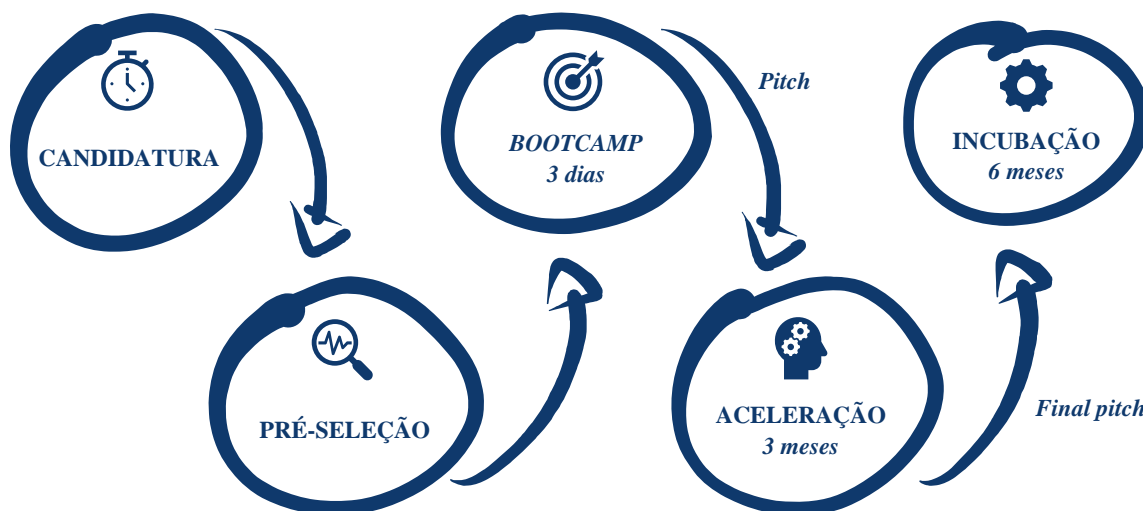 CANDIDATURA
PRÉ-SELEÇÃO
BOOTCAMP
3 dias
Pitch
ACELERAÇÃO
3 meses
Final pitch
INCUBAÇÃO
6 meses